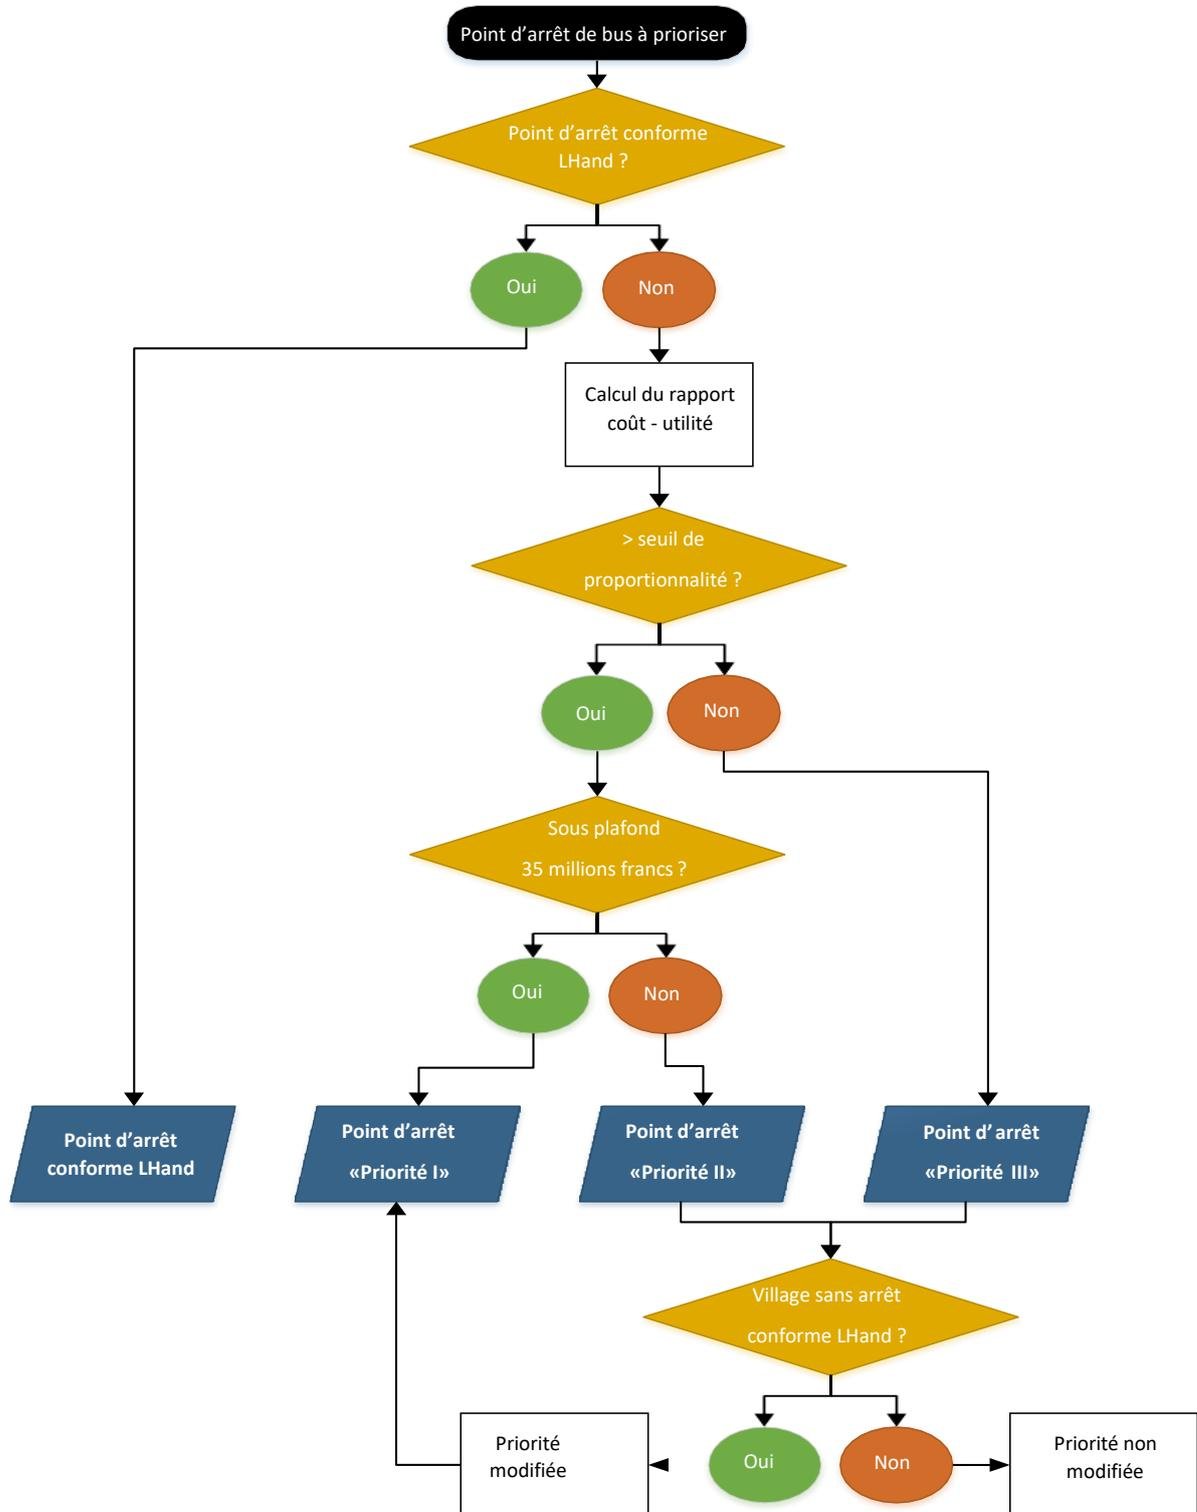 Point d’arrêt de bus à prioriser
Point d’arrêt conforme
LHand ?
Oui
Non
Calcul du rapport
coût - utilité
> seuil de
proportionnalité ?
Oui
Non
Sous plafond
35 millions francs ?
Oui
Non
Point d’arrêt
conforme LHand
Point d’arrêt
«Priorité I»
Point d’arrêt
«Priorité II»
Point d’arrêt
«Priorité III»
Village sans arrêt
conforme LHand ?
Priorité
modifiée
Oui
Non
Priorité non
modifiée